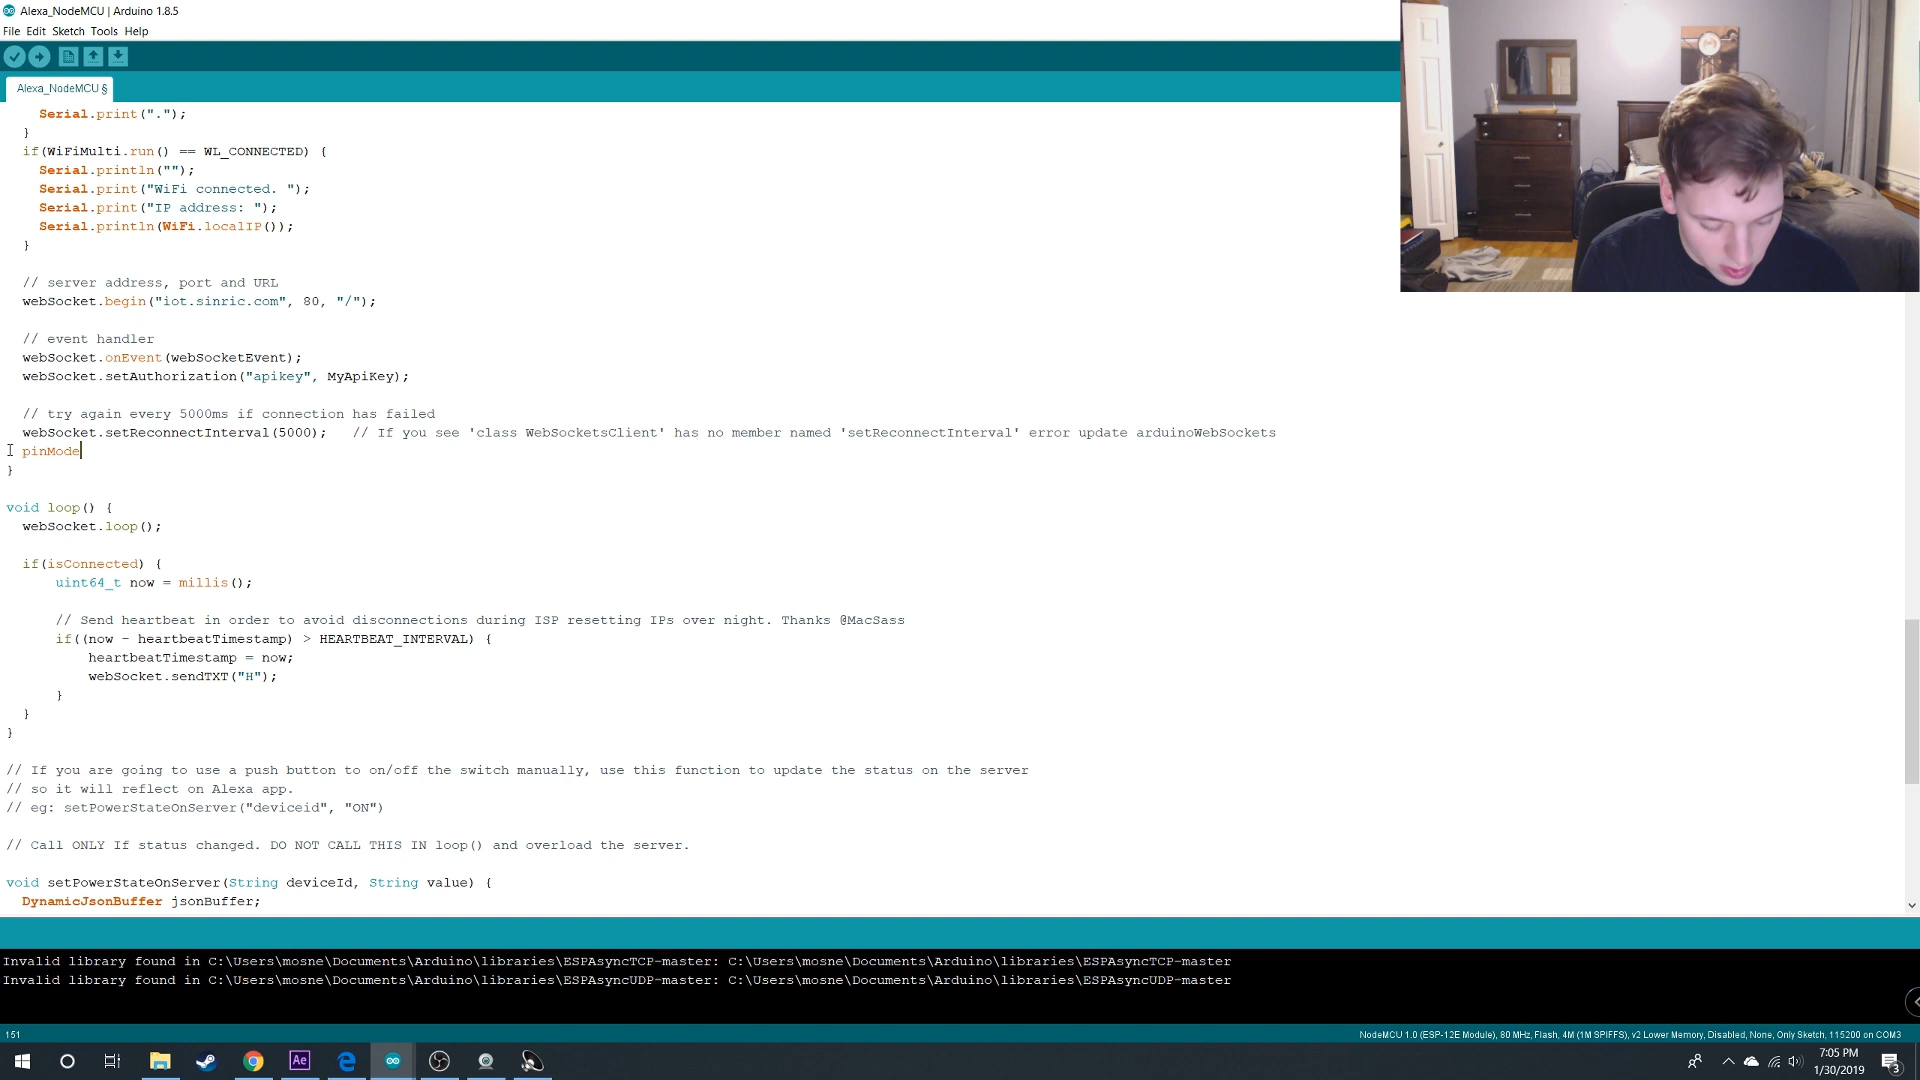 Alexa_NodeMCU | Arduino 1.8.5
File Edit Sketch Tools Help
Alexa_NodeMCU §
Serial.print(".");
}
if(WiFiMulti.run() == WL_CONNECTED) {
Serial.println("");
Serial.print("WiFi connected. ");
Serial.print("IP address: ");
Serial.println(WiFi.localIP());
}
// server address, port and URL
webSocket.begin("iot.sinric.com", 80, "/");
// event handler
webSocket.onEvent(webSocketEvent);
webSocket.setAuthorization("apikey", MyApiKey);
// try again every 5000ms if connection has failed
webSocket.setReconnectInterval(5000);   // If you see 'class WebSocketsClient' has no member named 'setReconnectInterval' error update arduinoWebSockets
pinMode
}
void loop() {
webSocket.loop();
if(isConnected) {
uint64_t now = millis();
// Send heartbeat in order to avoid disconnections during ISP resetting IPs over night. Thanks @MacSass
if((now - heartbeatTimestamp) > HEARTBEAT_INTERVAL) {
heartbeatTimestamp = now;
webSocket.sendTXT("H");
}
}
}
// If you are going to use a push button to on/off the switch manually, use this function to update the status on the server
// so it will reflect on Alexa app.
// eg: setPowerStateOnServer("deviceid", "ON")
// Call ONLY If status changed. DO NOT CALL THIS IN loop() and overload the server.
void setPowerStateOnServer(String deviceId, String value) {
DynamicJsonBuffer jsonBuffer;
Invalid library found in C:\Users\mosne\Documents\Arduino\libraries\ESPAsyncTCP-master: C:\Users\mosne\Documents\Arduino\libraries\ESPAsyncTCP-master
Invalid library found in C:\Users\mosne\Documents\Arduino\libraries\ESPAsyncUDP-master: C:\Users\mosne\Documents\Arduino\libraries\ESPAsyncUDP-master
151
NodeMCU 1.0 (ESP-12E Module), 80 MHz, Flash, 4M (1M SPIFFS), v2 Lower Memory, Disabled, None, Only Sketch, 115200 on COM3
Ae
7:05 PM
1/30/2019
3